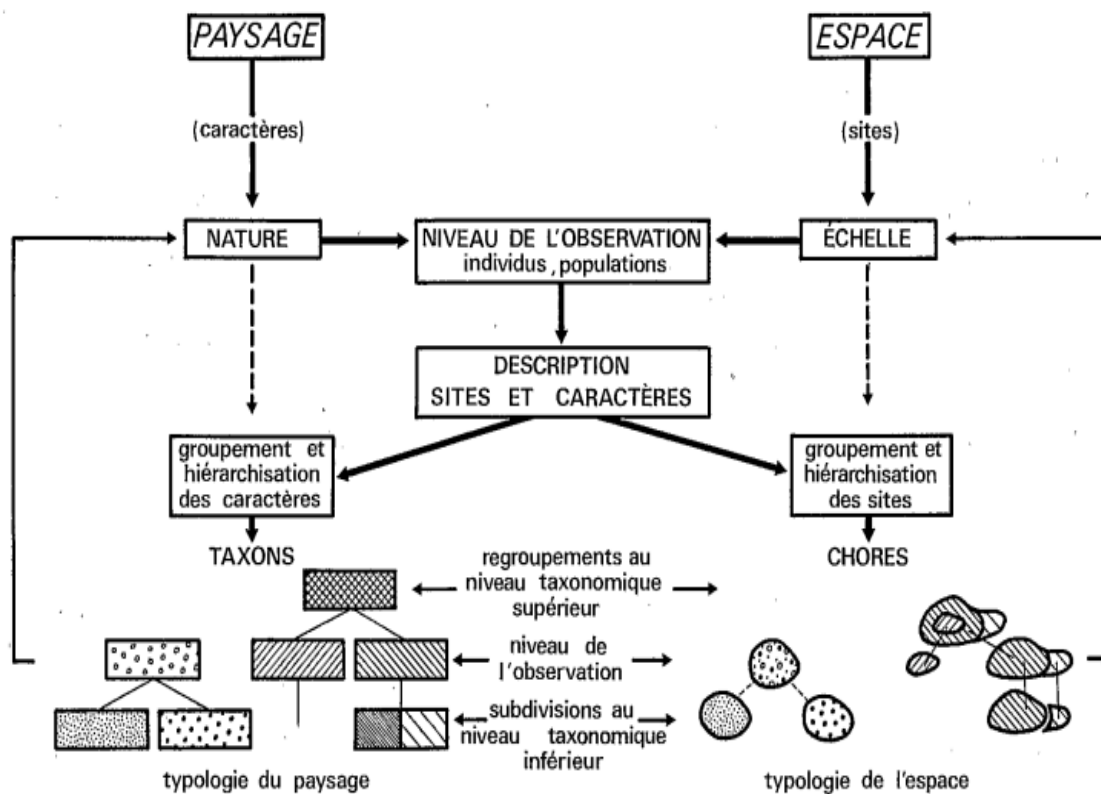 PAYSAGE
ESPACE
(caractères)
(sites)
NATURE
NIVEAU DE L'OBSERVATION
individus, populations
ÉCHELLE
DESCRIPTION
SITES ET CARACTÈRES
groupement et
hiérarchisation
des caractères
groupement et
hiérarchisation
des sites
TAXONS
CHORES
regroupements au
niveau taxonomique
supérieur
niveau de
l'observation
subdivisions au
niveau taxonomique
inférieur
typologie du paysage
typologie de l'espace